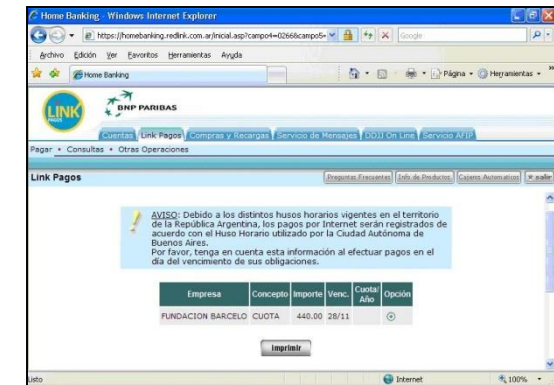 Home Banking - Windows Internet Explorer
https://homebanking.redlink.com.ar/inicial.asp?campo4=02666campo5=
Google
Archivo Edición Ver Favoritos Herramientas Ayuda
Home Banking
Página Herramientas
LINK PAGOS
BNP PARIBAS
Cuentas Link Pagos Compras y Recargas Servicio de Mensajes DDJJ On Line Servicio AFIP
Pagar • Consultas • Otras Operaciones
Link Pagos
Preguntas Frecuentes Info de Productos Cajeros Automaticos salir
AVISO: Debido a los distintos husos horarios vigentes en el territorio
de la República Argentina, los pagos por Internet serán registrados de
acuerdo con el Huso Horario utilizado por la Ciudad Autónoma de
Buenos Aires.
Por favor, tenga en cuenta esta información al efectuar pagos en el
día del vencimiento de sus obligaciones.
Empresa Concepto Importe Venc. Cuota/ Año Opción
FUNDACION BARCELO CUOTA 440.00 28/11
Imprimir
Listo Internet 100%